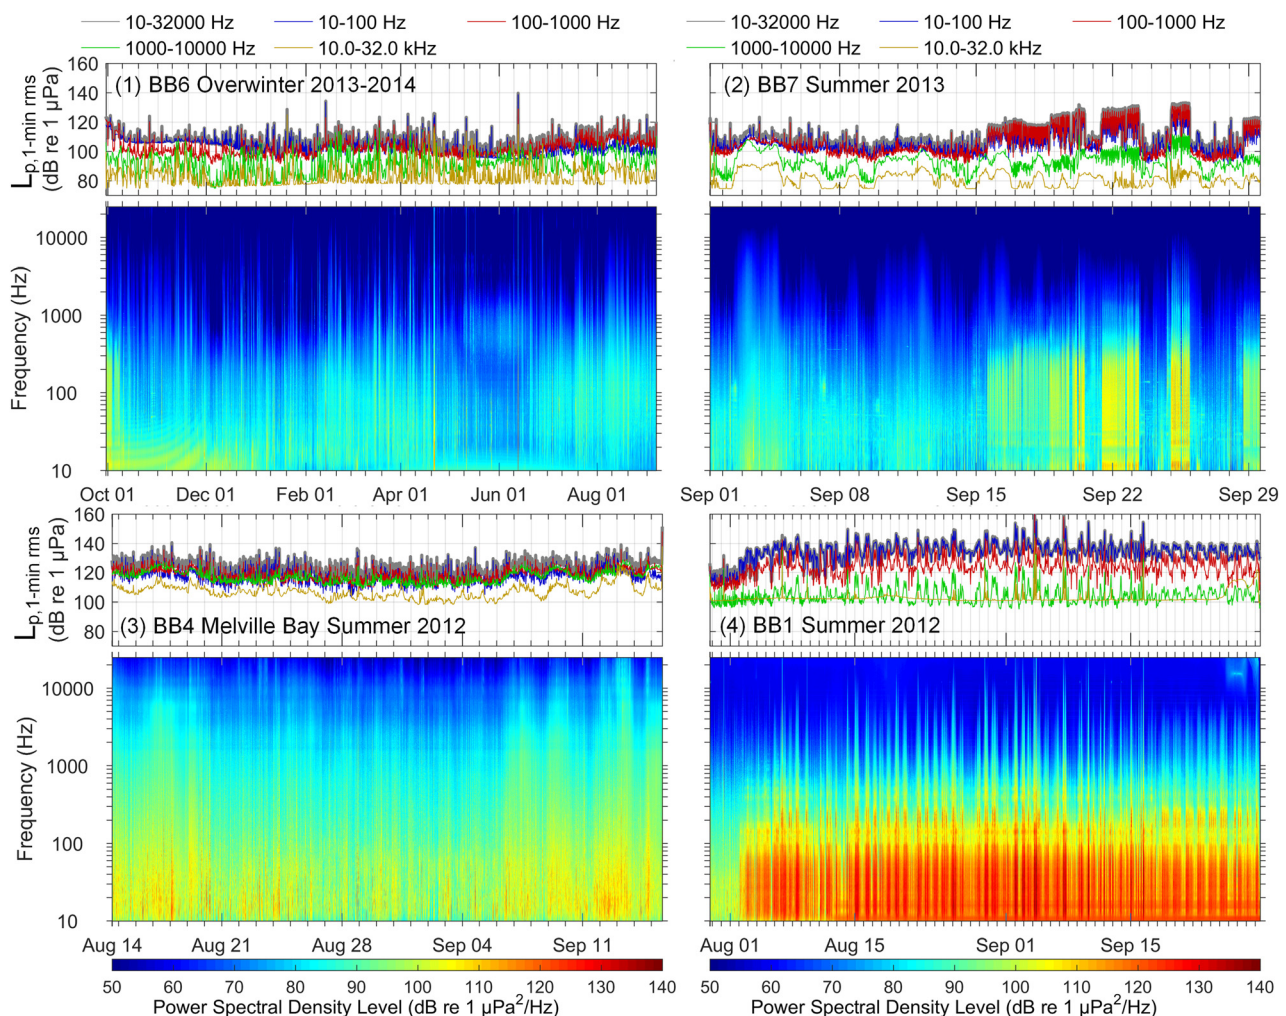 10-32000 Hz 10-100 Hz 100-1000 Hz
1000-10000 Hz 10.0-32.0 kHz
10-32000 Hz 10-100 Hz 100-1000 Hz
1000-10000 Hz 10.0-32.0 kHz
Lp,1-min rms
(dB re 1 µPa)
160
140
120
100
80
(1) BB6 Overwinter 2013-2014
(2) BB7 Summer 2013
Frequency (Hz)
10000
1000
100
10
Oct 01 Dec 01 Feb 01 Apr 01 Jun 01 Aug 01
Sep 01 Sep 08 Sep 15 Sep 22 Sep 29
Lp,1-min rms
(dB re 1 µPa)
160
140
120
100
80
(3) BB4 Melville Bay Summer 2012
(4) BB1 Summer 2012
Frequency (Hz)
10000
1000
100
10
Aug 14 Aug 21 Aug 28 Sep 04 Sep 11
Aug 01 Aug 15 Sep 01 Sep 15
50 60 70 80 90 100 110 120 130 140
Power Spectral Density Level (dB re 1 µPa²/Hz)
50 60 70 80 90 100 110 120 130 140
Power Spectral Density Level (dB re 1 µPa²/Hz)